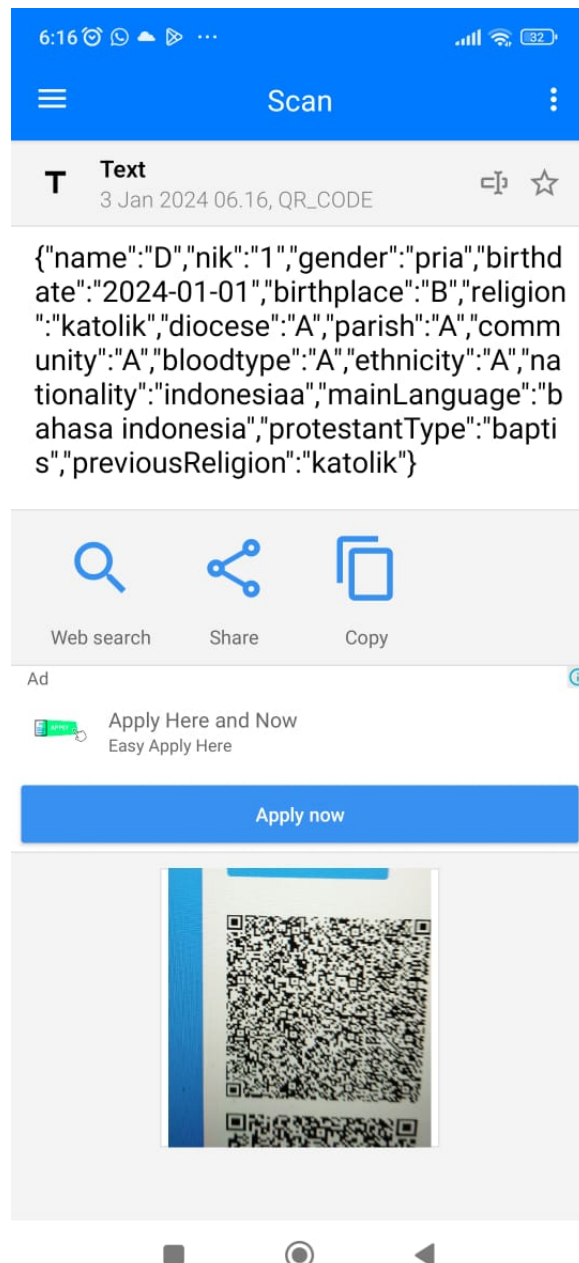 6:16 ... 32
Scan
T Text
3 Jan 2024 06.16, QR_CODE
{"name":"D","nik":"1","gender":"pria","birthd
ate":"2024-01-01","birthplace":"B","religion
":"katolik","diocese":"A","parish":"A","comm
unity":"A","bloodtype":"A","ethnicity":"A","na
tionality":"indonesiaa","mainLanguage":"b
ahasa indonesia","protestantType":"bapti
s","previousReligion":"katolik"}
Web search Share Copy
Ad
APPLY Apply Here and Now
Easy Apply Here
Apply now